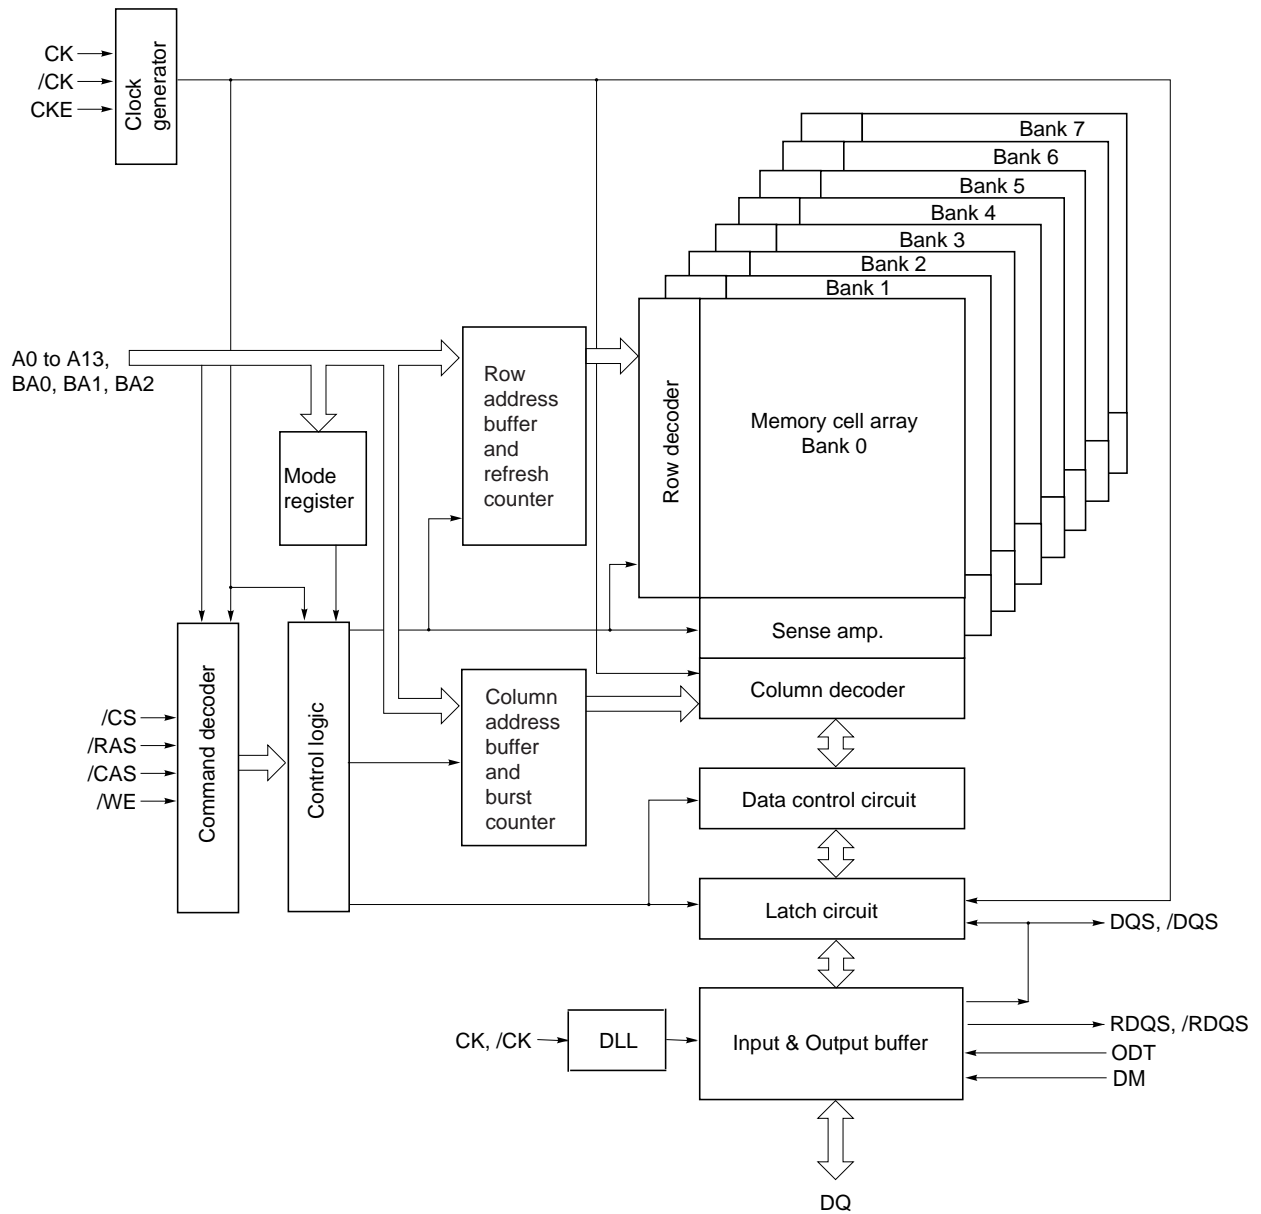 CK
/CK
CKE
Clock
generator
Bank 7
Bank 6
Bank 5
Bank 4
Bank 3
Bank 2
Bank 1
A0 to A13,
BA0, BA1, BA2
Mode
register
Row
address
buffer
and
refresh
counter
Row decoder
Memory cell array
Bank 0
Sense amp.
Column decoder
/CS
/RAS
/CAS
/WE
Command decoder
Control logic
Column
address
buffer
and
burst
counter
Data control circuit
Latch circuit
DQS, /DQS
CK, /CK
DLL
Input & Output buffer
RDQS, /RDQS
ODT
DM
DQ